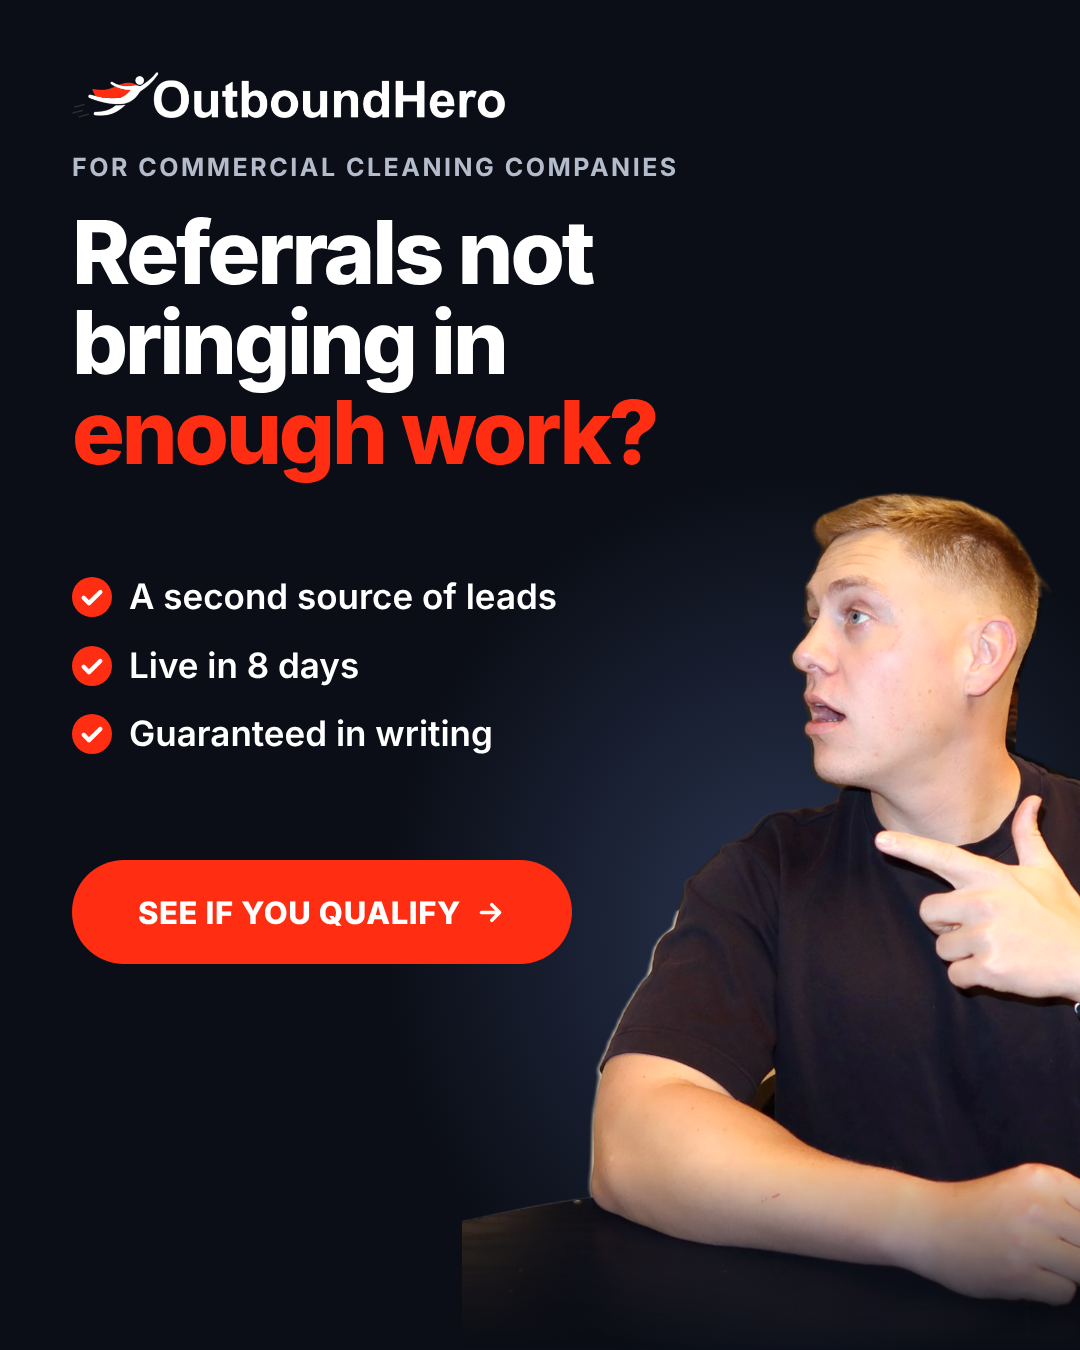 OutboundHero
FOR COMMERCIAL CLEANING COMPANIES
Referrals not
bringing in
enough work?
A second source of leads
Live in 8 days
Guaranteed in writing
SEE IF YOU QUALIFY →